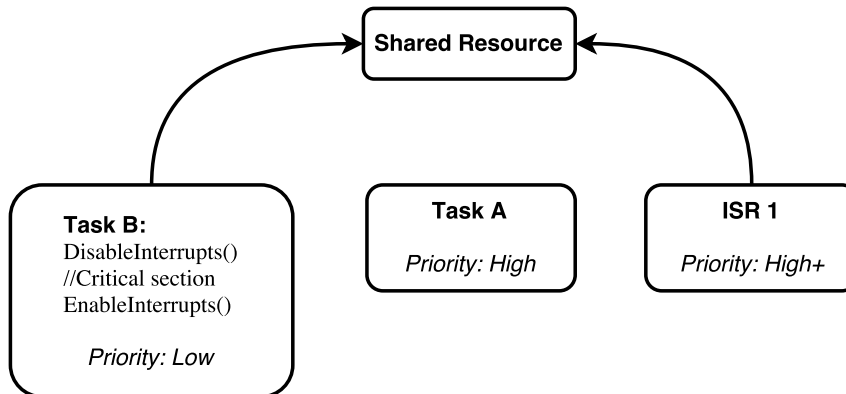 Shared Resource
Task B:
DisableInterrupts()
//Critical section
EnableInterrupts()
Priority: Low
Task A
Priority: High
ISR 1
Priority: High+